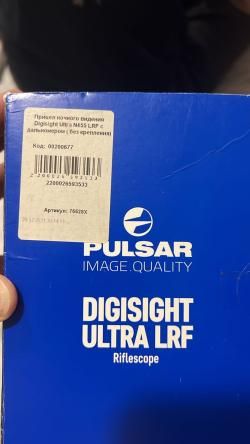 Прицел ночного видения
Digisight Ultra N455 LRF с
дальномером ( без крепления)
Код: 00200677
2200026593533
Артикул: 76628X
PULSAR
IMAGE QUALITY
DIGISIGHT
ULTRA LRF
Riflescope